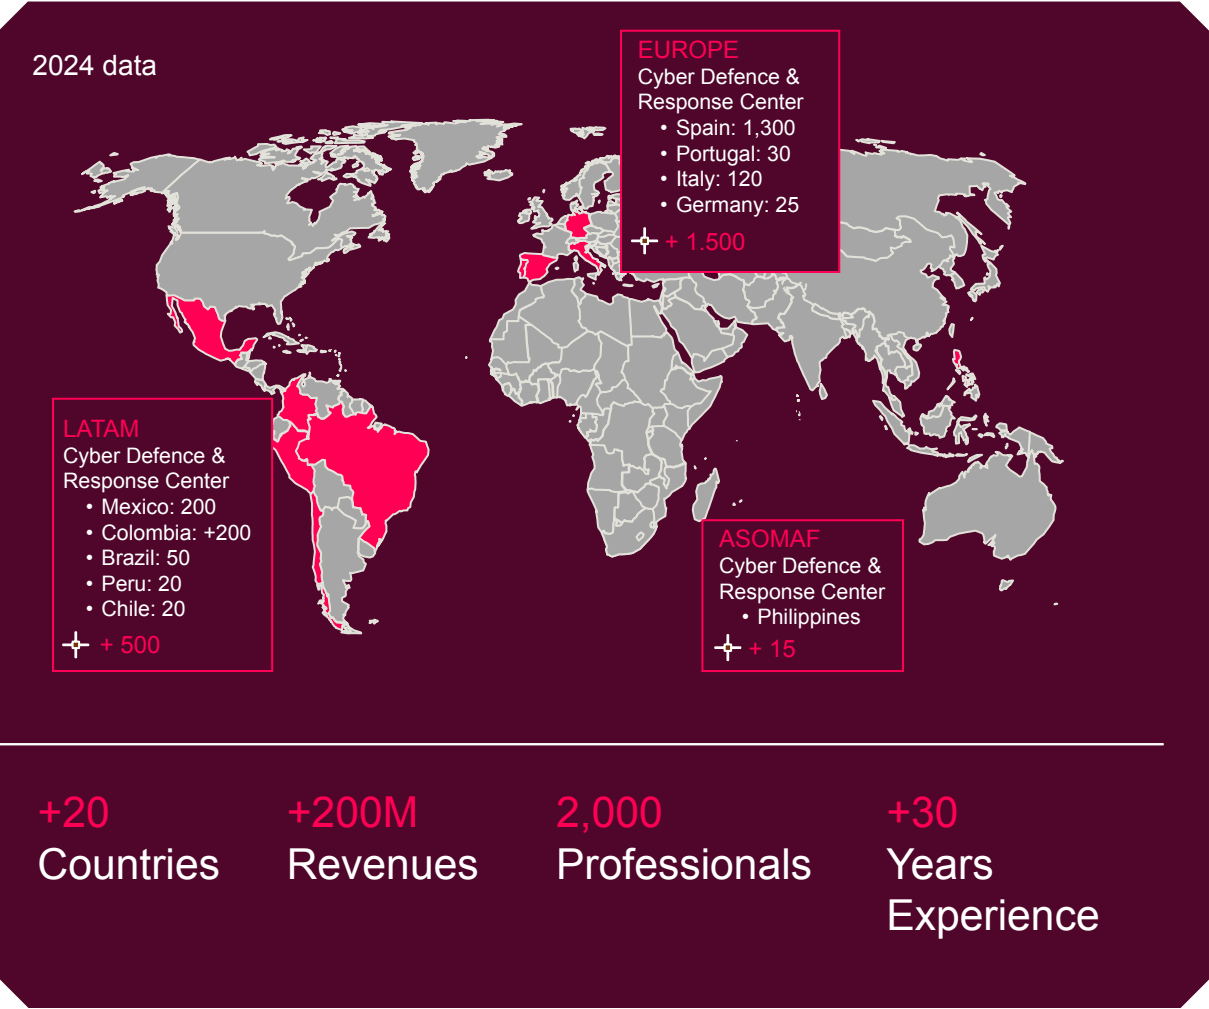 2024 data
EUROPE
Cyber Defence &
Response Center
• Spain: 1,300
• Portugal: 30
• Italy: 120
• Germany: 25
+ 1.500
LATAM
Cyber Defence &
Response Center
• Mexico: 200
• Colombia: +200
• Brazil: 50
• Peru: 20
• Chile: 20
+ 500
ASOMAF
Cyber Defence &
Response Center
• Philippines
+ 15
+20
Countries
+200M
Revenues
2,000
Professionals
+30
Years
Experience